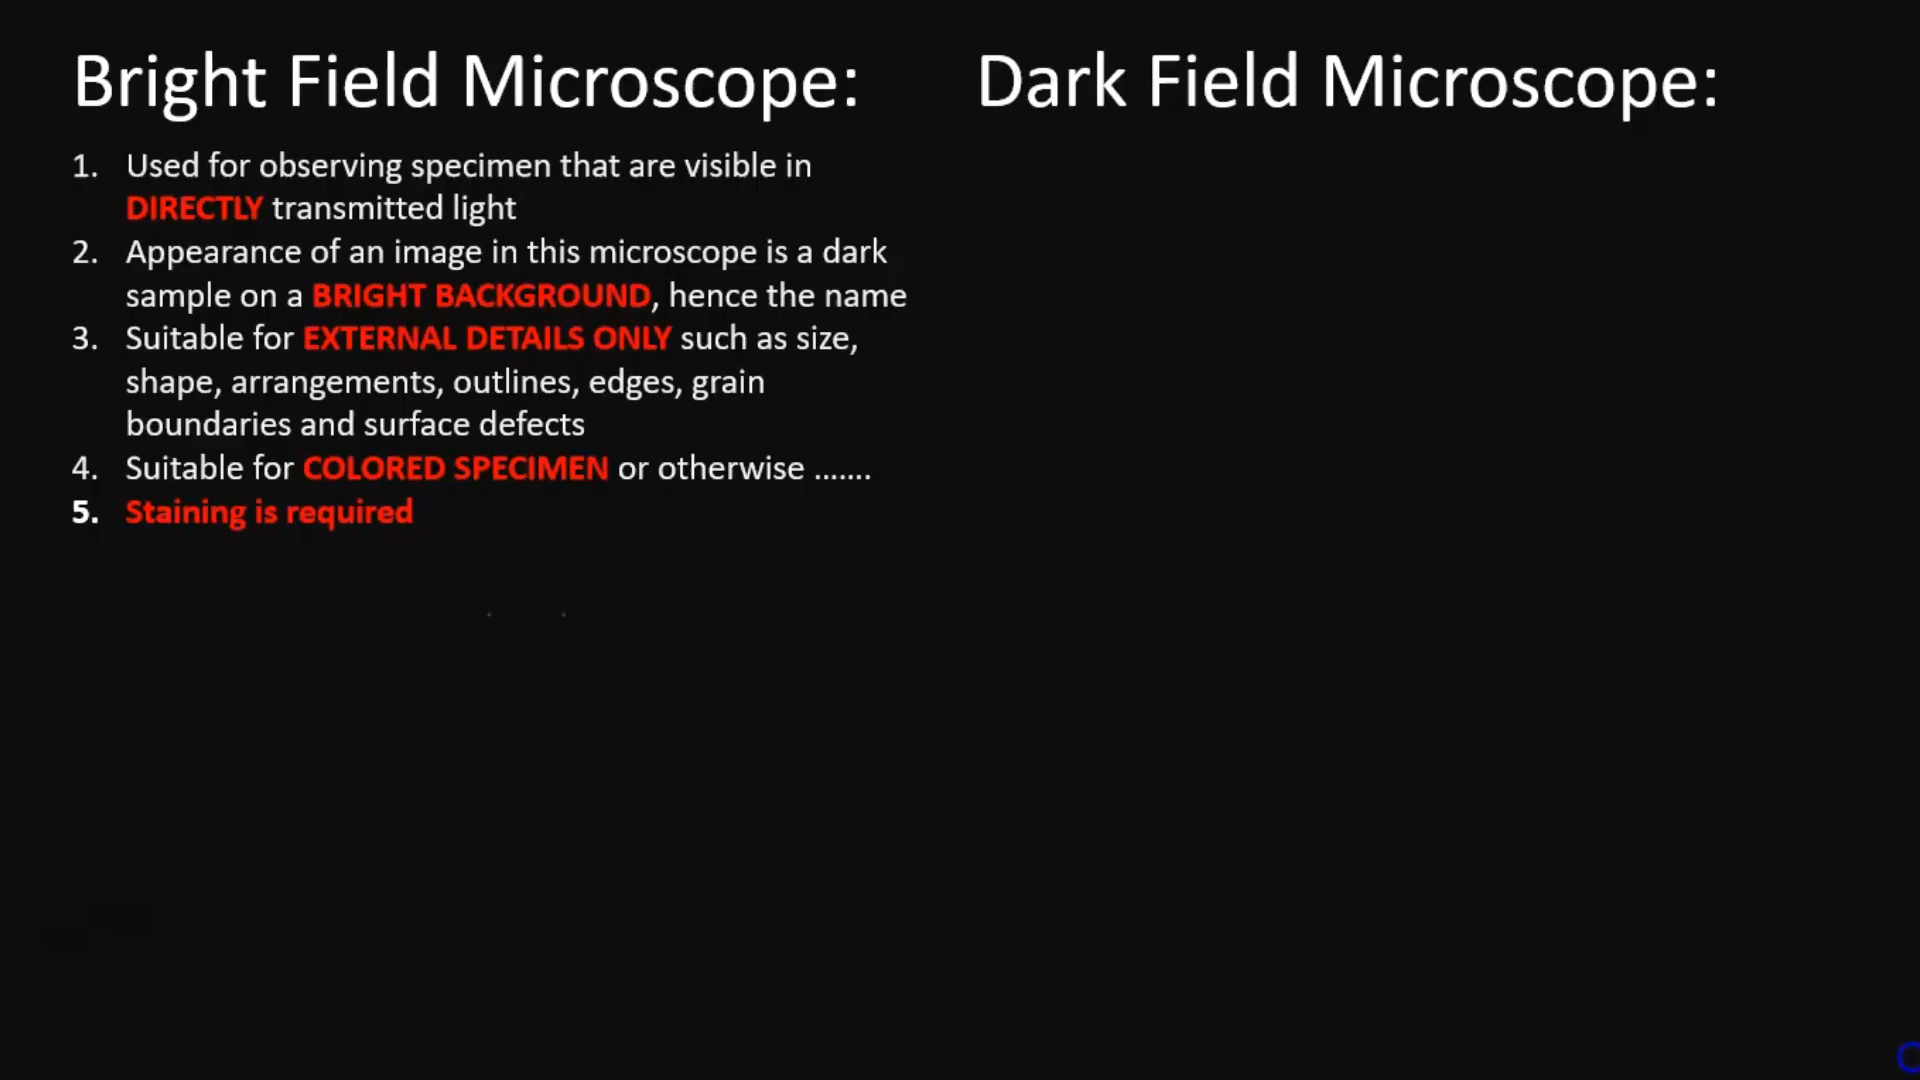 Bright Field Microscope:
1. Used for observing specimen that are visible in
DIRECTLY transmitted light
2. Appearance of an image in this microscope is a dark
sample on a BRIGHT BACKGROUND, hence the name
3. Suitable for EXTERNAL DETAILS ONLY such as size,
shape, arrangements, outlines, edges, grain
boundaries and surface defects
4. Suitable for COLORED SPECIMEN or otherwise .......
5. Staining is required
Dark Field Microscope: